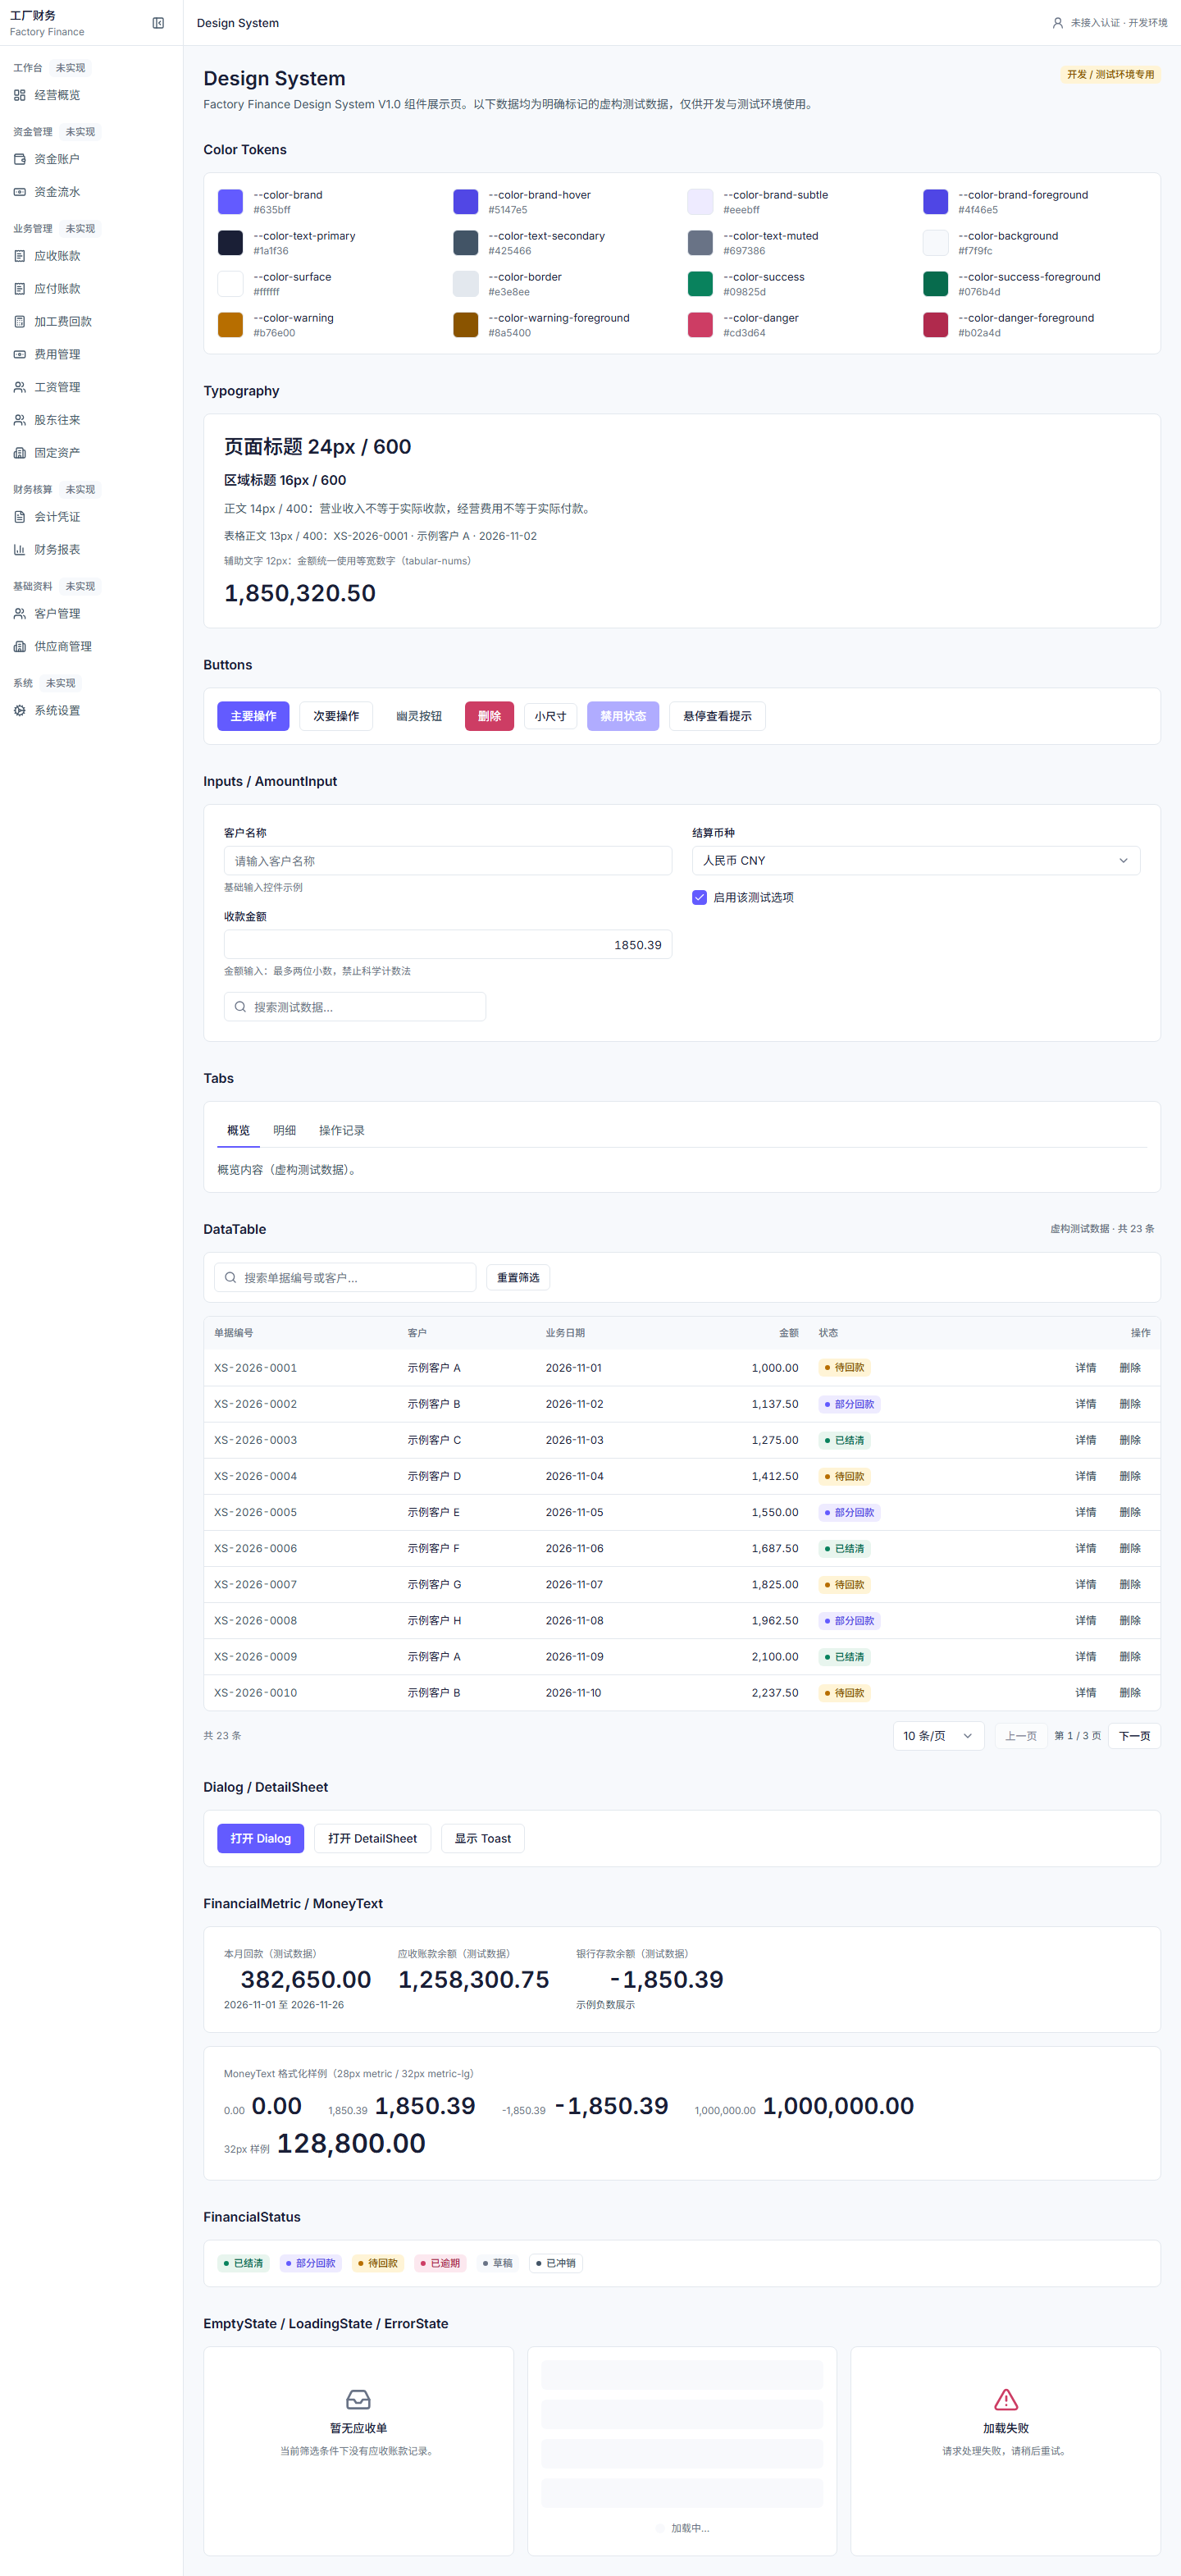 工厂财务
Factory Finance
工作台 未实现
经营概览
资金管理 未实现
资金账户
资金流水
业务管理 未实现
应收账款
应付账款
加工费回款
费用管理
工资管理
股东往来
固定资产
财务核算 未实现
会计凭证
财务报表
基础资料 未实现
客户管理
供应商管理
系统 未实现
系统设置
Design System
未接入认证 · 开发环境
Design System
开发 / 测试环境专用
Factory Finance Design System V1.0 组件展示页。以下数据均为明确标记的虚构测试数据，仅供开发与测试环境使用。
Color Tokens
--color-brand
#635bff
--color-brand-hover
#5147e5
--color-brand-subtle
#eeebff
--color-brand-foreground
#4f46e5
--color-text-primary
#1a1f36
--color-text-secondary
#425466
--color-text-muted
#697386
--color-background
#f7f9fc
--color-surface
#ffffff
--color-border
#e3e8ee
--color-success
#09825d
--color-success-foreground
#076b4d
--color-warning
#b76e00
--color-warning-foreground
#8a5400
--color-danger
#cd3d64
--color-danger-foreground
#b02a4d
Typography
页面标题 24px / 600
区域标题 16px / 600
正文 14px / 400：营业收入不等于实际收款，经营费用不等于实际付款。
表格正文 13px / 400：XS-2026-0001 · 示例客户 A · 2026-11-02
辅助文字 12px：金额统一使用等宽数字（tabular-nums）
1,850,320.50
Buttons
主要操作 次要操作 幽灵按钮 删除 小尺寸 禁用状态 悬停查看提示
Inputs / AmountInput
客户名称
请输入客户名称
基础输入控件示例
结算币种
人民币 CNY
启用该测试选项
收款金额
1850.39
金额输入：最多两位小数，禁止科学计数法
搜索测试数据...
Tabs
概览 明细 操作记录
概览内容（虚构测试数据）。
DataTable
虚构测试数据 · 共 23 条
搜索单据编号或客户... 重置筛选
单据编号 客户 业务日期 金额 状态 操作
XS-2026-0001 示例客户 A 2026-11-01 1,000.00 待回款 详情 删除
XS-2026-0002 示例客户 B 2026-11-02 1,137.50 部分回款 详情 删除
XS-2026-0003 示例客户 C 2026-11-03 1,275.00 已结清 详情 删除
XS-2026-0004 示例客户 D 2026-11-04 1,412.50 待回款 详情 删除
XS-2026-0005 示例客户 E 2026-11-05 1,550.00 部分回款 详情 删除
XS-2026-0006 示例客户 F 2026-11-06 1,687.50 已结清 详情 删除
XS-2026-0007 示例客户 G 2026-11-07 1,825.00 待回款 详情 删除
XS-2026-0008 示例客户 H 2026-11-08 1,962.50 部分回款 详情 删除
XS-2026-0009 示例客户 A 2026-11-09 2,100.00 已结清 详情 删除
XS-2026-0010 示例客户 B 2026-11-10 2,237.50 待回款 详情 删除
共 23 条 10 条/页 上一页 第 1 / 3 页 下一页
Dialog / DetailSheet
打开 Dialog 打开 DetailSheet 显示 Toast
FinancialMetric / MoneyText
本月回款（测试数据）
382,650.00
2026-11-01 至 2026-11-26
应收账款余额（测试数据）
1,258,300.75
银行存款余额（测试数据）
-1,850.39
示例负数展示
MoneyText 格式化样例（28px metric / 32px metric-lg）
0.00 0.00 1,850.39 1,850.39 -1,850.39 -1,850.39 1,000,000.00 1,000,000.00
32px 样例 128,800.00
FinancialStatus
已结清 部分回款 待回款 已逾期 草稿 已冲销
EmptyState / LoadingState / ErrorState
暂无应收单
当前筛选条件下没有应收账款记录。
加载中...
加载失败
请求处理失败，请稍后重试。